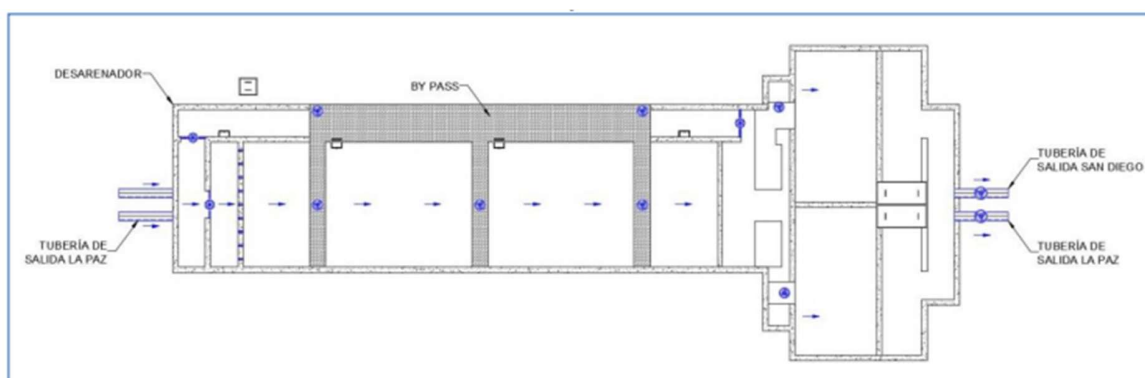 DESARENADOR
BY PASS
TUBERÍA DE
SALIDA SAN DIEGO
TUBERÍA DE
SALIDA LA PAZ
TUBERÍA DE
SALIDA LA PAZ